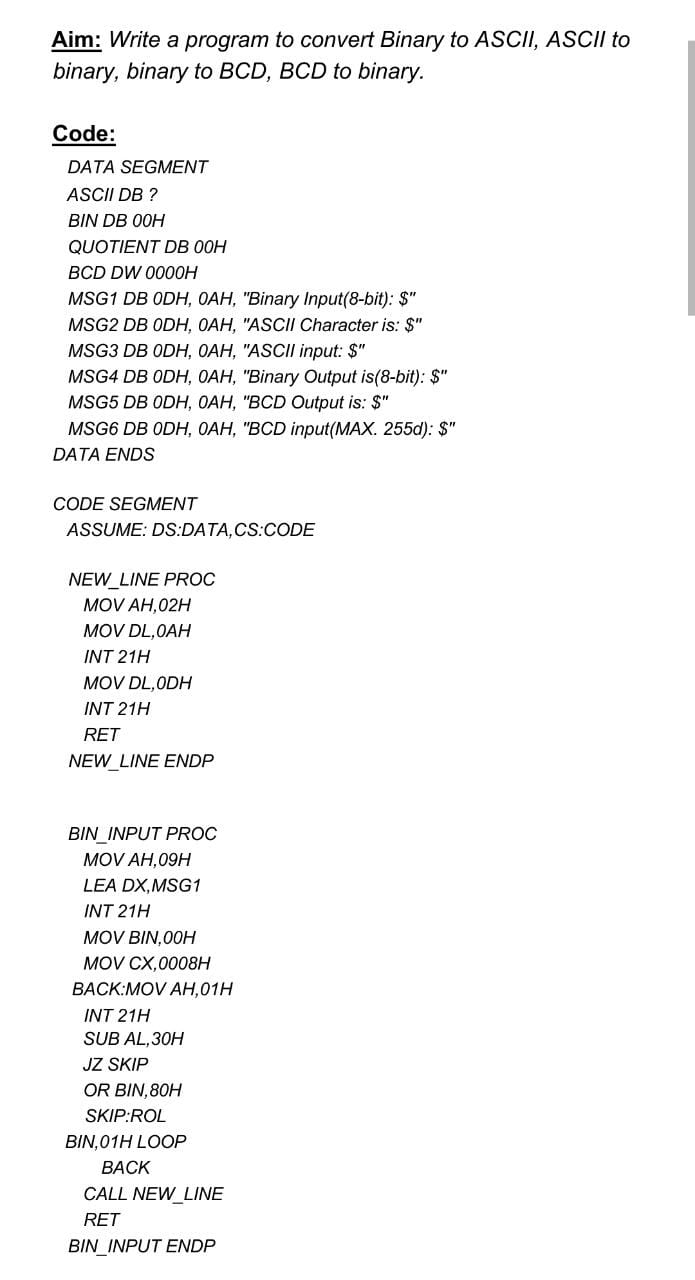 Aim: Write a program to convert Binary to ASCII, ASCII to
binary, binary to BCD, BCD to binary.
Code:
DATA SEGMENT
ASCII DB ?
BIN DB 00H
QUOTIENT DB 00H
BCD DW 0000H
MSG1 DB 0DH, 0AH, "Binary Input(8-bit): $"
MSG2 DB 0DH, 0AH, "ASCII Character is: $"
MSG3 DB 0DH, 0AH, "ASCII input: $"
MSG4 DB 0DH, 0AH, "Binary Output is(8-bit): $"
MSG5 DB 0DH, 0AH, "BCD Output is: $"
MSG6 DB 0DH, 0AH, "BCD input(MAX. 255d): $"
DATA ENDS
CODE SEGMENT
ASSUME: DS:DATA,CS:CODE
NEW_LINE PROC
MOV AH,02H
MOV DL,0AH
INT 21H
MOV DL,0DH
INT 21H
RET
NEW_LINE ENDP
BIN_INPUT PROC
MOV AH,09H
LEA DX,MSG1
INT 21H
MOV BIN,00H
MOV CX,0008H
BACK:MOV AH,01H
INT 21H
SUB AL,30H
JZ SKIP
OR BIN,80H
SKIP:ROL
BIN,01H LOOP
BACK
CALL NEW_LINE
RET
BIN_INPUT ENDP